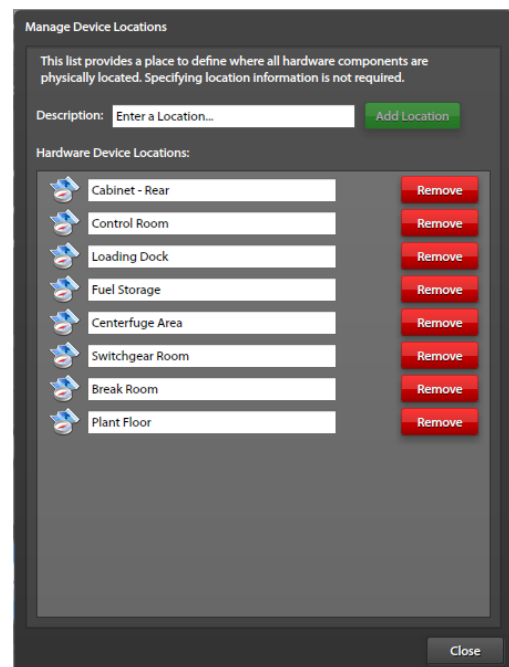 Manage Device Locations
This list provides a place to define where all hardware components are
physically located. Specifying location information is not required.
Description: Enter a Location... Add Location
Hardware Device Locations:
Cabinet - Rear Remove
Control Room Remove
Loading Dock Remove
Fuel Storage Remove
Centerfuge Area Remove
Switchgear Room Remove
Break Room Remove
Plant Floor Remove
Close